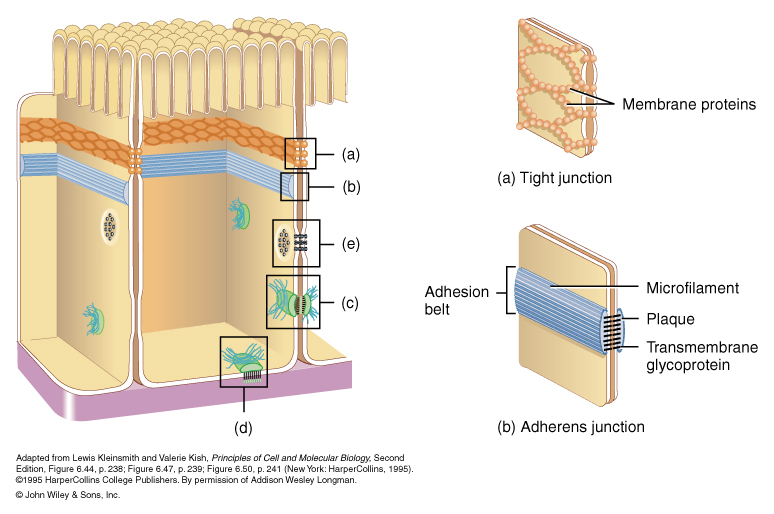 (a)
(b)
(e)
(c)
(d)
Membrane proteins
(a) Tight junction
Adhesion
belt
Microfilament
Plaque
Transmembrane
glycoprotein
(b) Adherens junction
Adapted from Lewis Kleinsmith and Valerie Kish, Principles of Cell and Molecular Biology, Second
Edition, Figure 6.44, p. 238; Figure 6.47, p. 239; Figure 6.50, p. 241 (New York: HarperCollins, 1995).
©1995 HarperCollins College Publishers. By permission of Addison Wesley Longman.
© John Wiley & Sons, Inc.